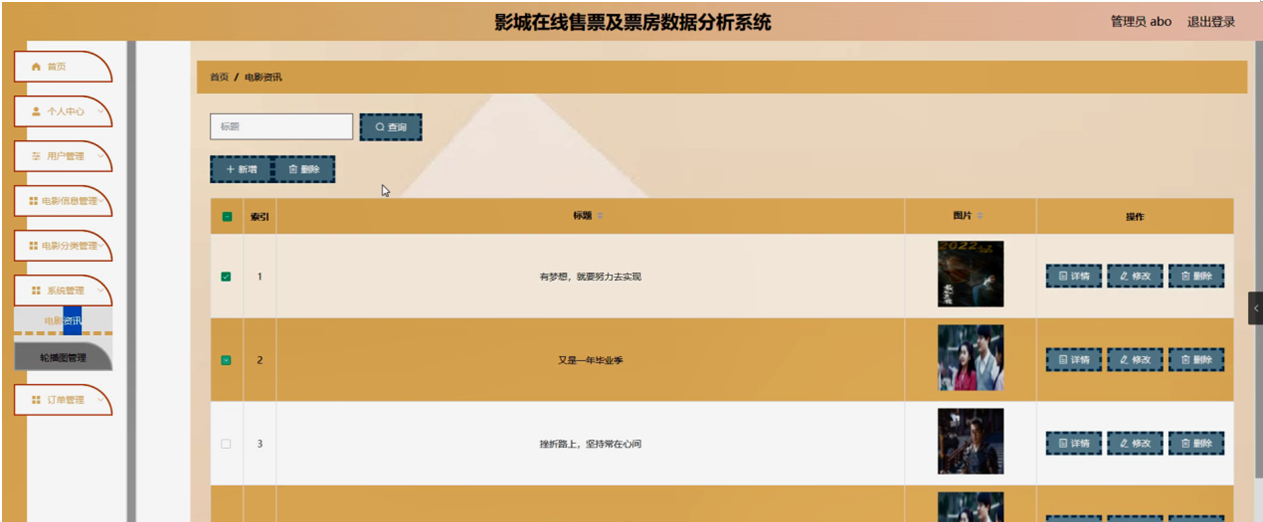 影城在线售票及票房数据分析系统
管理员 abo 退出登录
首页
个人中心
用户管理
电影信息管理
电影分类管理
系统管理
电影资讯
轮播图管理
订单管理
首页 / 电影资讯
标题 查询
新增 删除
索引 标题 图片 操作
1 有梦想，就要努力去实现 详情 修改 删除
2022
2 又是一年毕业季 详情 修改 删除
3 挫折路上，坚持常在心间 详情 修改 删除